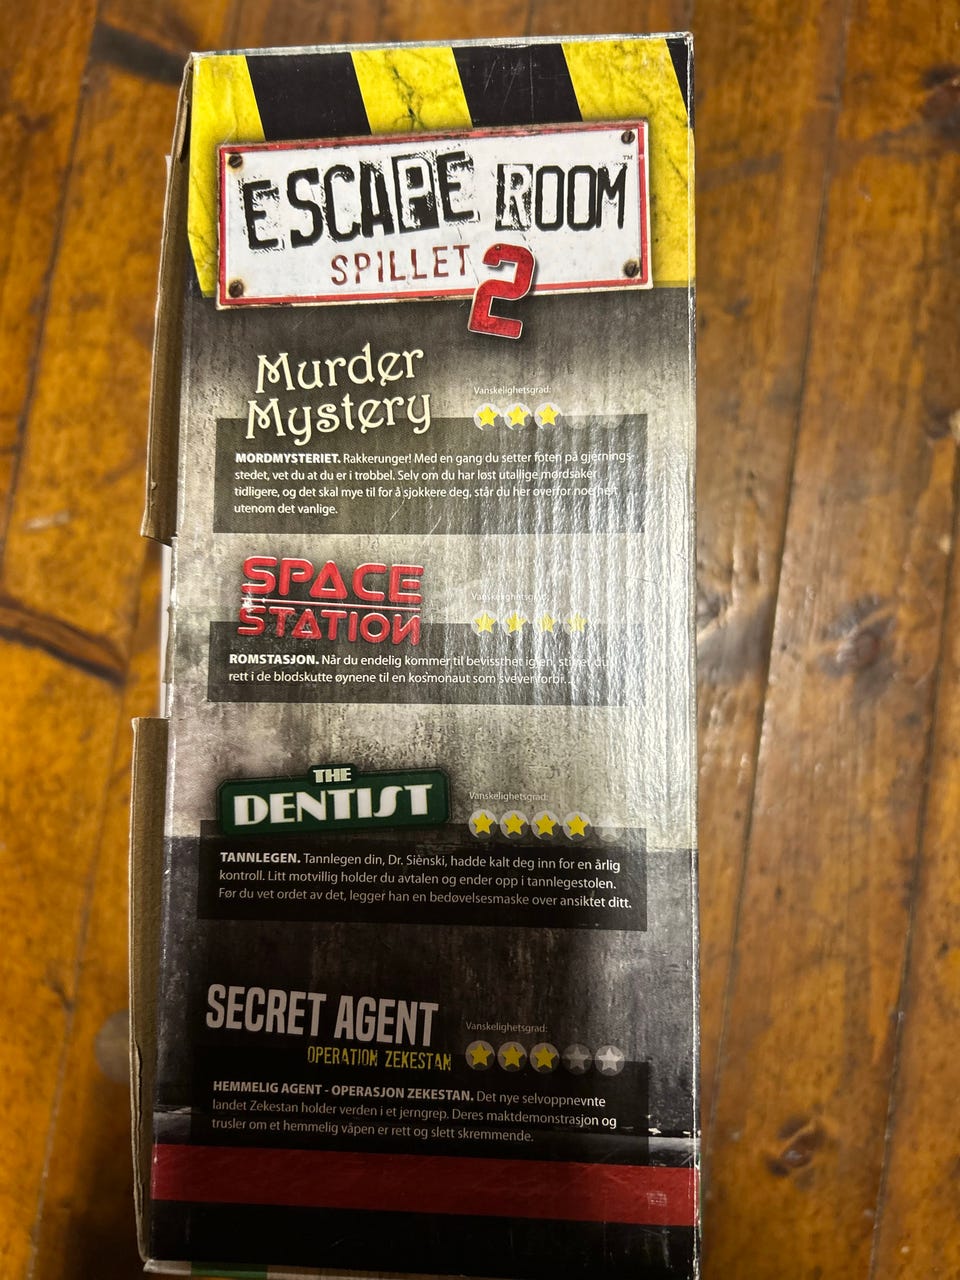 ESCAPE ROOM™
SPILLET 2
Murder
Mystery
Vanskelighetsgrad:
MORDMYSTERIET. Rakkerunger! Med en gang du setter foten på gjernings-
stedet, vet du at du er i trøbbel. Selv om du har løst utallige mordsaker
tidligere, og det skal mye til for å sjokkere deg, står du her overfor noe helt
utenom det vanlige.
SPACE
STATION
Vanskelighetsgrad:
ROMSTASJON. Når du endelig kommer til bevissthet igjen, stirrer du
rett i de blodskutte øynene til en kosmonaut som svever forbi...
THE
DENTIST
Vanskelighetsgrad:
TANNLEGEN. Tannlegen din, Dr. Siènski, hadde kalt deg inn for en årlig
kontroll. Litt motvillig holder du avtalen og ender opp i tannlegestolen.
Før du vet ordet av det, legger han en bedøvelsesmaske over ansiktet ditt.
SECRET AGENT
OPERATION ZEKESTAN
Vanskelighetsgrad:
HEMMELIG AGENT - OPERASJON ZEKESTAN. Det nye selvoppnevnte
landet Zekestan holder verden i et jerngrep. Deres maktdemonstrasjon og
trusler om et hemmelig våpen er rett og slett skremmende.